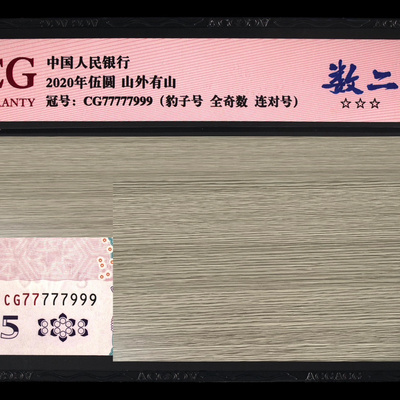 CG
RANTY
中国人民银行
2020年伍圆 山外有山
冠号：CG77777999（豹子号 全奇数 连对号）
数二
☆☆☆
CG77777999
5